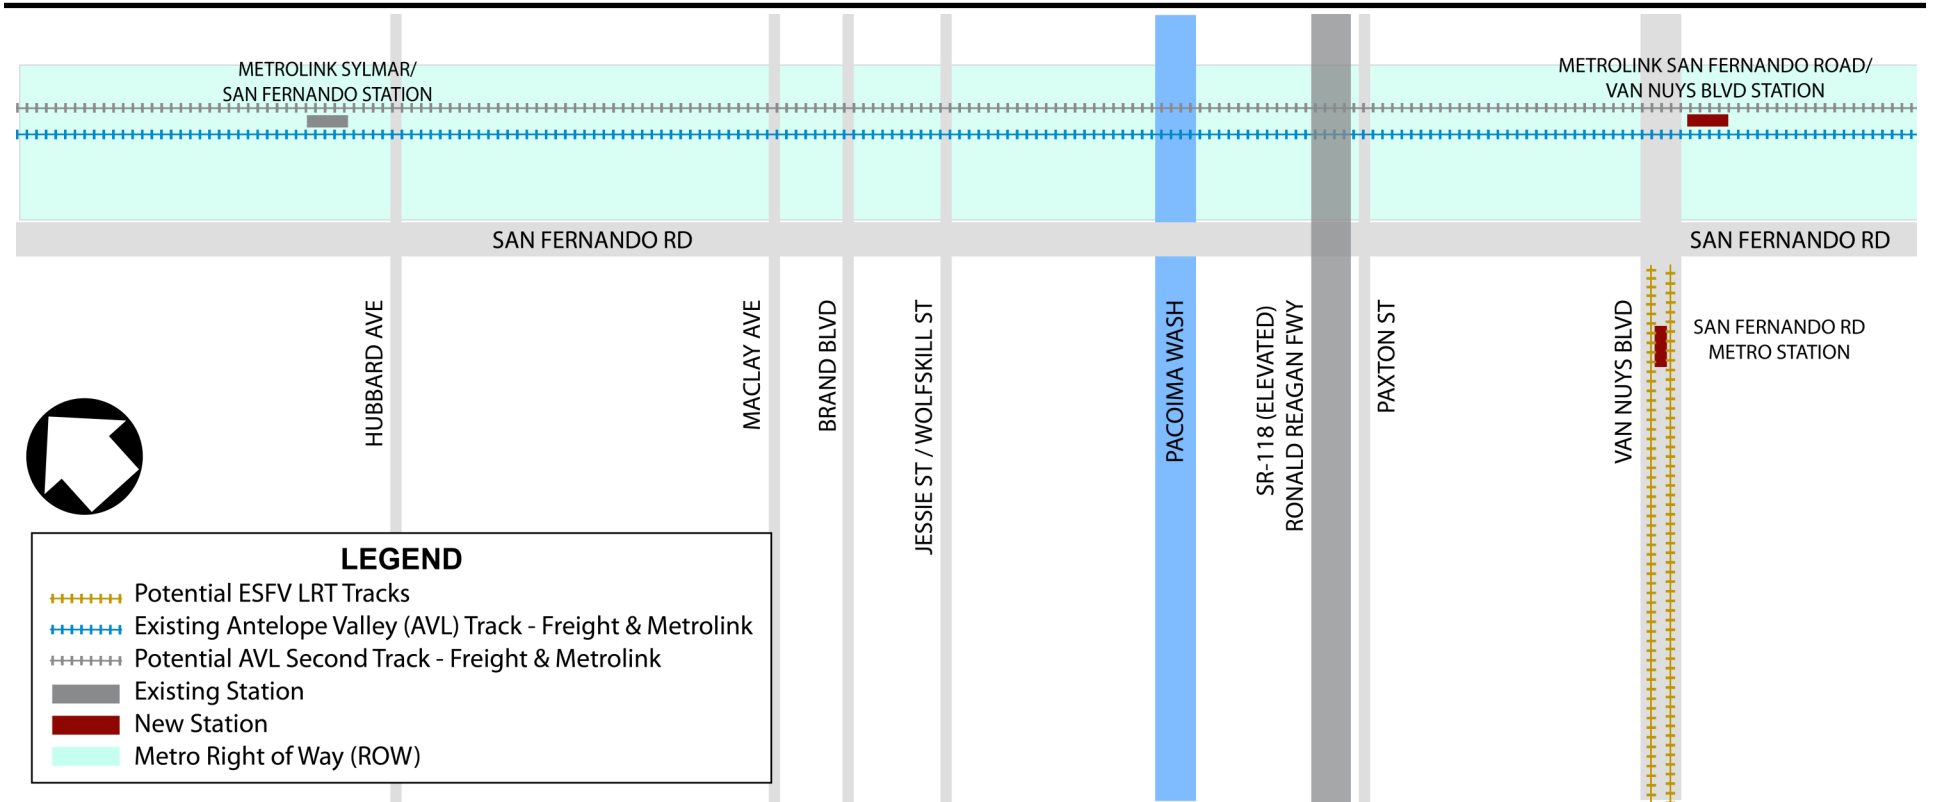 METROLINK SYLMAR/
SAN FERNANDO STATION
METROLINK SAN FERNANDO ROAD/
VAN NUYS BLVD STATION
SAN FERNANDO RD
SAN FERNANDO RD
HUBBARD AVE
MACLAY AVE
BRAND BLVD
JESSIE ST / WOLFSKILL ST
PACOIMA WASH
SR-118 (ELEVATED)
RONALD REAGAN FWY
PAXTON ST
VAN NUYS BLVD
SAN FERNANDO RD
METRO STATION
LEGEND
Potential ESFV LRT Tracks
Existing Antelope Valley (AVL) Track - Freight & Metrolink
Potential AVL Second Track - Freight & Metrolink
Existing Station
New Station
Metro Right of Way (ROW)